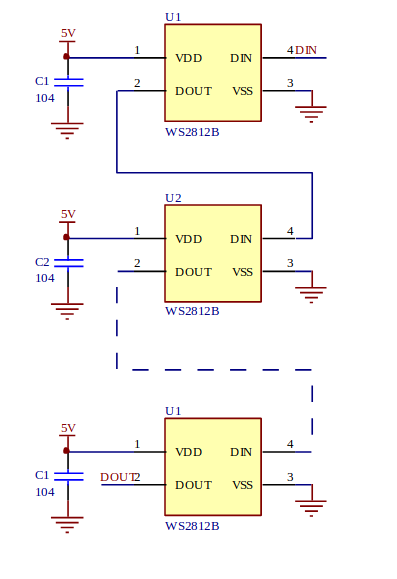 U1
5V
1 VDD DIN 4 DIN
C1
104
2 DOUT VSS 3
WS2812B
U2
5V
1 VDD DIN 4
C2
104
2 DOUT VSS 3
WS2812B
U1
5V
1 VDD DIN 4
C1
104
DOUT 2 DOUT VSS 3
WS2812B